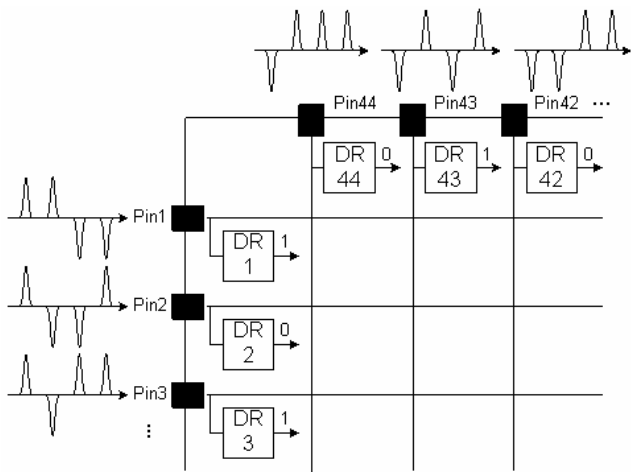 Pin44 Pin43 Pin42 ...
DR 44 0 DR 43 1 DR 42 0
Pin1
DR 1 1
Pin2
DR 2 0
Pin3
DR 3 1
...